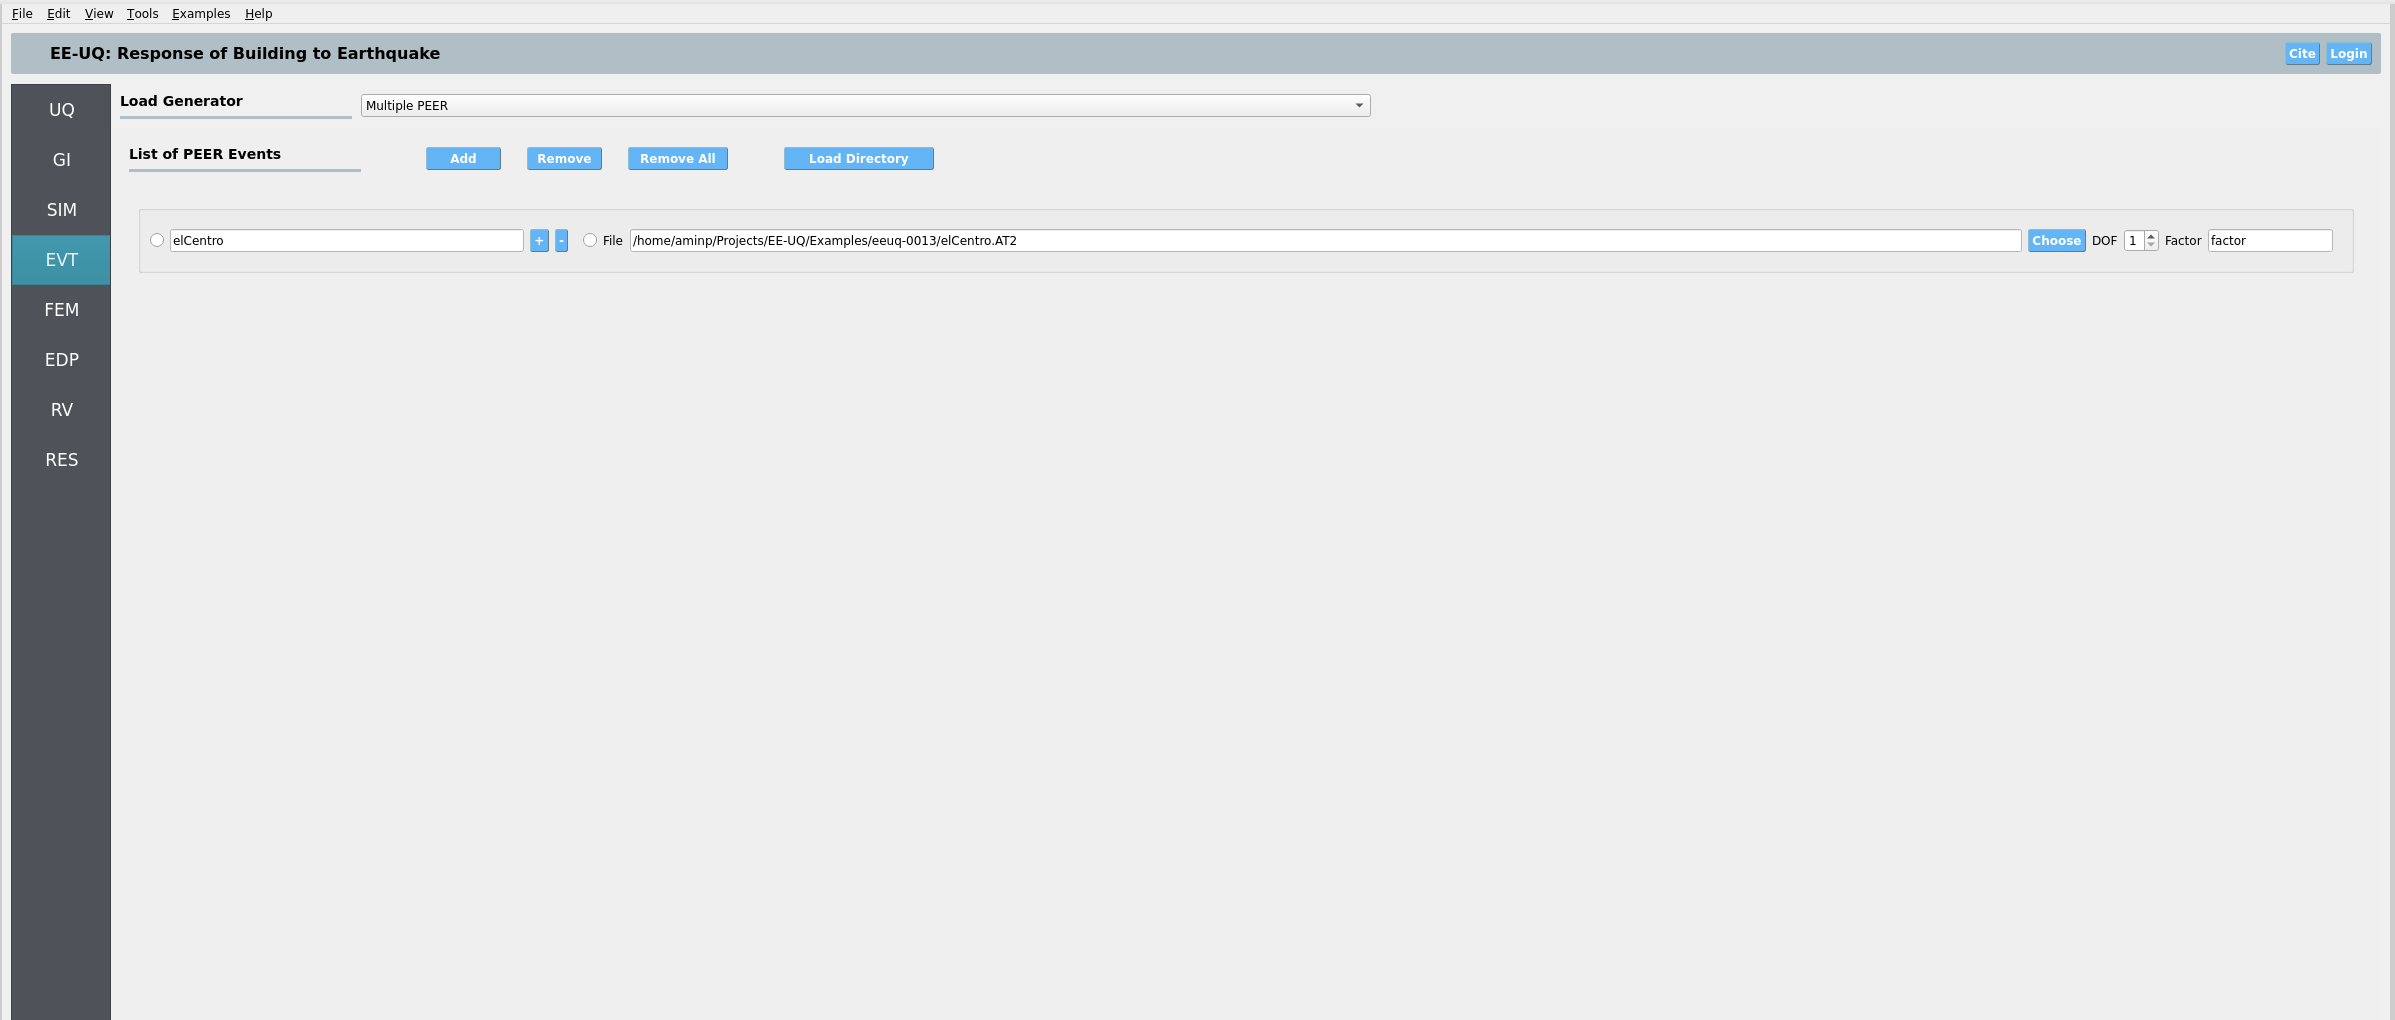 File Edit View Tools Examples Help
EE-UQ: Response of Building to Earthquake
Cite Login
UQ
GI
SIM
EVT
FEM
EDP
RV
RES
Load Generator Multiple PEER
List of PEER Events Add Remove Remove All Load Directory
elCentro + - File /home/aminp/Projects/EE-UQ/Examples/eeuq-0013/elCentro.AT2 Choose DOF 1 Factor factor